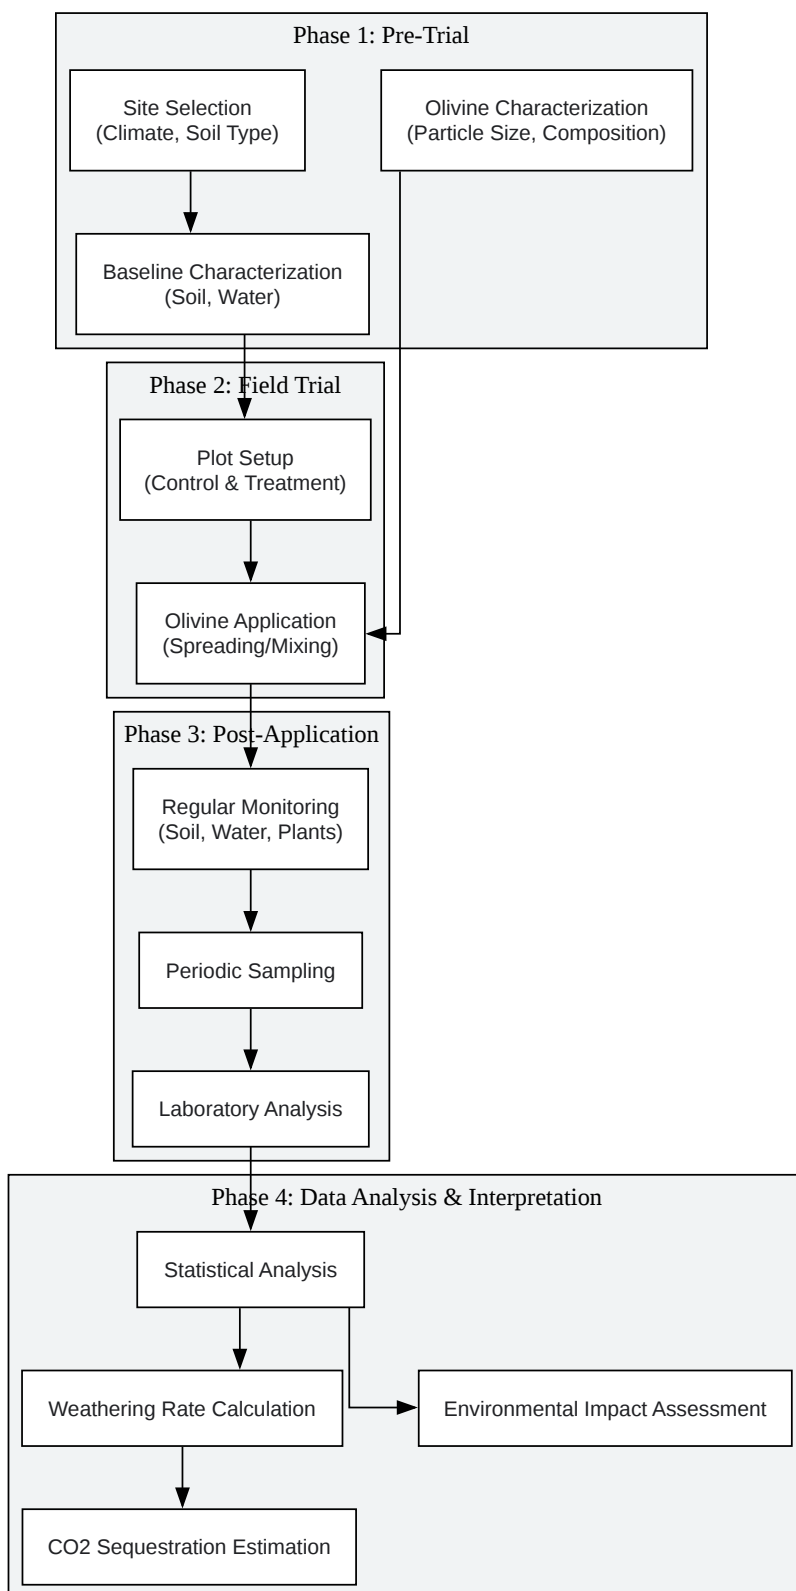 Phase 1: Pre-Trial
Site Selection
(Climate, Soil Type)
Olivine Characterization
(Particle Size, Composition)
Baseline Characterization
(Soil, Water)
Phase 2: Field Trial
Plot Setup
(Control & Treatment)
Olivine Application
(Spreading/Mixing)
Phase 3: Post-Application
Regular Monitoring
(Soil, Water, Plants)
Periodic Sampling
Laboratory Analysis
Phase 4: Data Analysis & Interpretation
Statistical Analysis
Weathering Rate Calculation
Environmental Impact Assessment
CO2 Sequestration Estimation